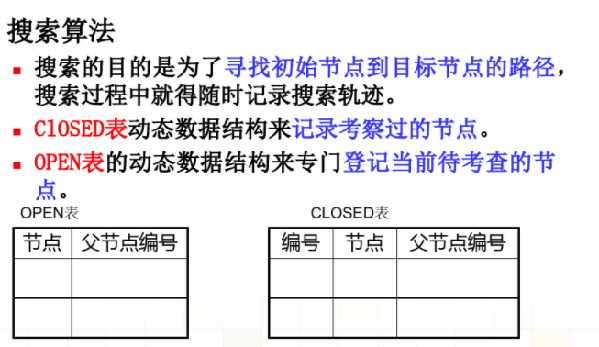 搜索算法
搜索的目的是为了寻找初始节点到目标节点的路径，
搜索过程中就得随时记录搜索轨迹。
ClOSED表动态数据结构来记录考察过的节点。
OPEN表的动态数据结构来专门登记当前待考查的节
点。
OPEN表 CLOSED表
节点 父节点编号 编号 节点 父节点编号